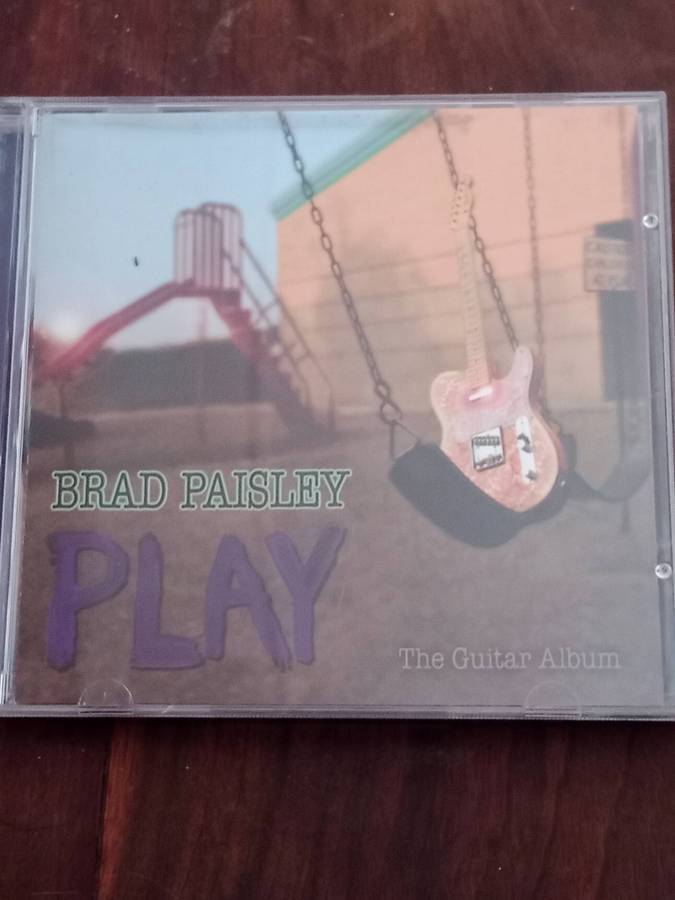 BRAD PAISLEY
PLAY
The Guitar Album